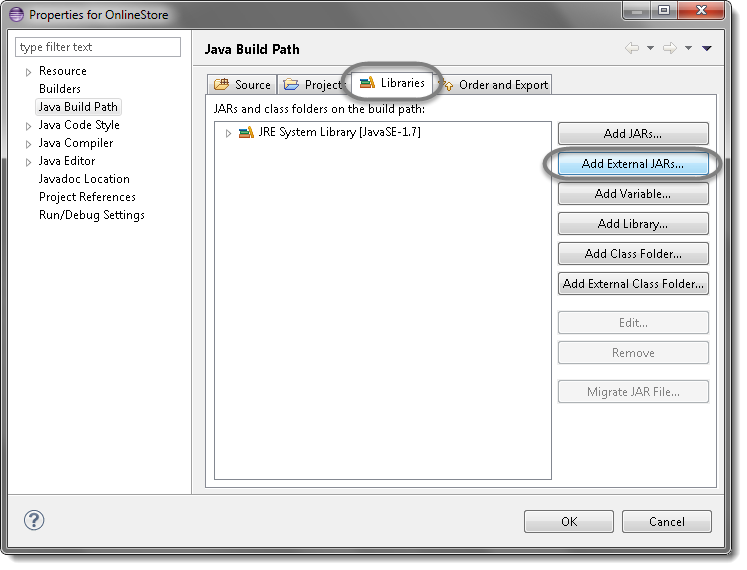 Properties for OnlineStore
type filter text
Resource
Builders
Java Build Path
Java Code Style
Java Compiler
Java Editor
Javadoc Location
Project References
Run/Debug Settings
Java Build Path
Source
Project
Libraries
Order and Export
JARs and class folders on the build path:
JRE System Library [JavaSE-1.7]
Add JARs...
Add External JARs...
Add Variable...
Add Library...
Add Class Folder...
Add External Class Folder...
Edit...
Remove
Migrate JAR File...
?
OK
Cancel